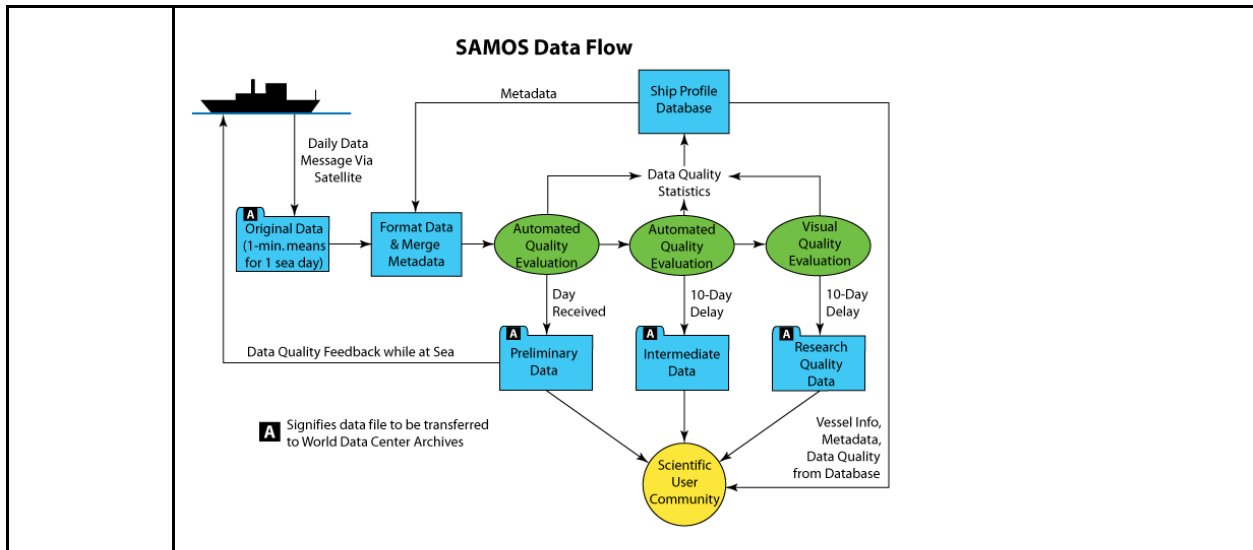 SAMOS Data Flow
Metadata
Ship Profile
Database
Daily Data
Message Via
Satellite
Data Quality
Statistics
A
Original Data
(1-min. means
for 1 sea day)
Format Data
& Merge
Metadata
Automated
Quality
Evaluation
Automated
Quality
Evaluation
Visual
Quality
Evaluation
Day
Received
10-Day
Delay
10-Day
Delay
Data Quality Feedback while at Sea
A
Preliminary
Data
A
Intermediate
Data
A
Research
Quality
Data
A
Signifies data file to be transferred
to World Data Center Archives
Vessel Info,
Metadata,
Data Quality
from Database
Scientific
User
Community